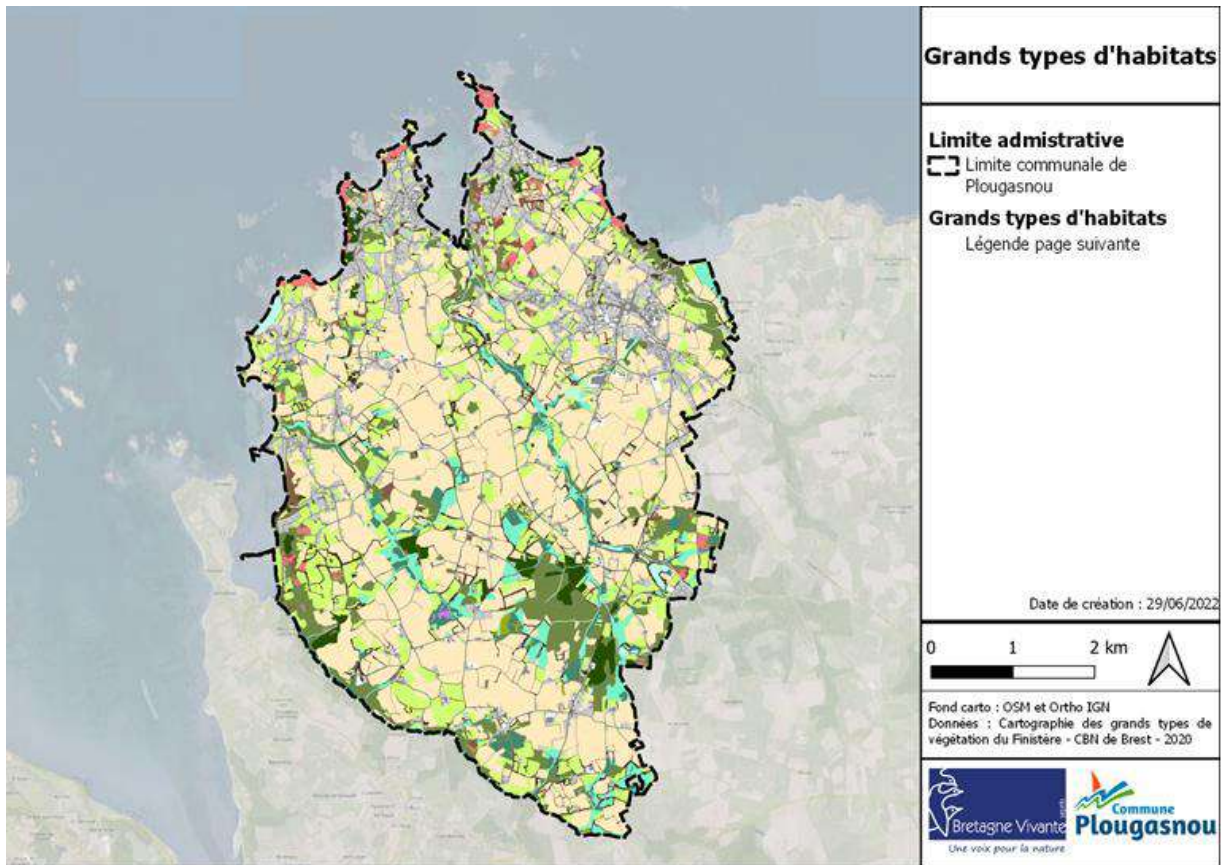 Grands types d'habitats
Limite admistrative
Limite communale de
Plougasnou
Grands types d'habitats
Légende page suivante
Date de création : 29/06/2022
0 1 2 km
Fond carto : OSM et Ortho IGN
Données : Cartographie des grands types de
végétation du Finistère - CBN de Brest - 2020
Bretagne Vivante
Une voix pour la nature
Commune
Plougasnou